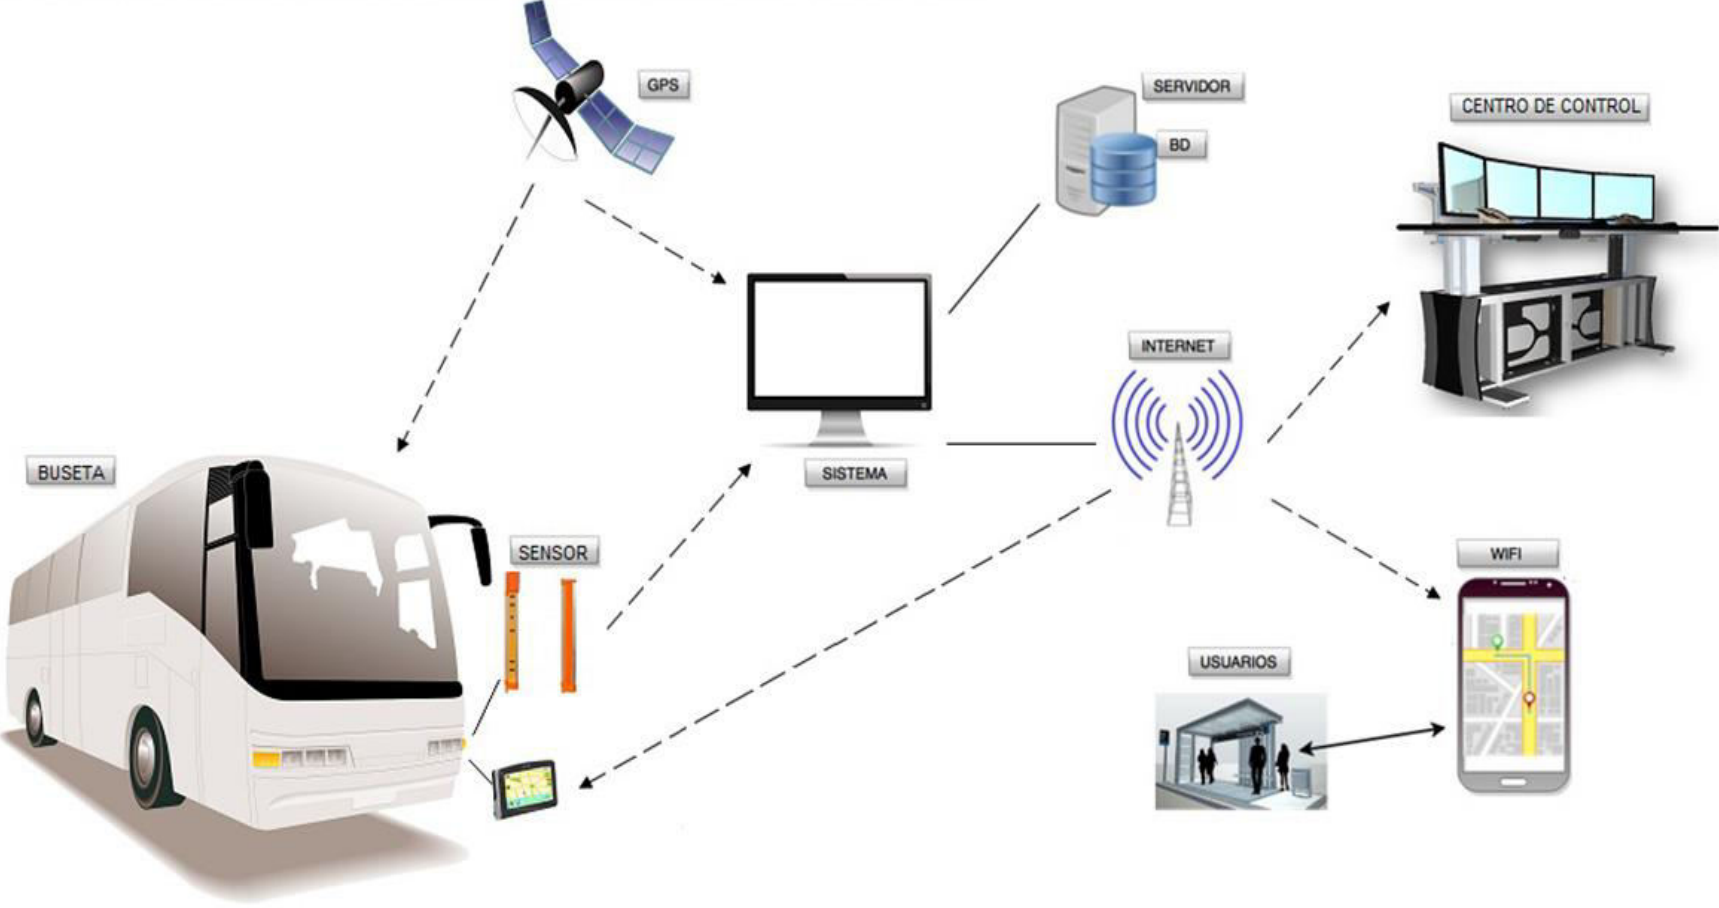 GPS
SERVIDOR
BD
CENTRO DE CONTROL
INTERNET
BUSETA
SISTEMA
SENSOR
WIFI
USUARIOS